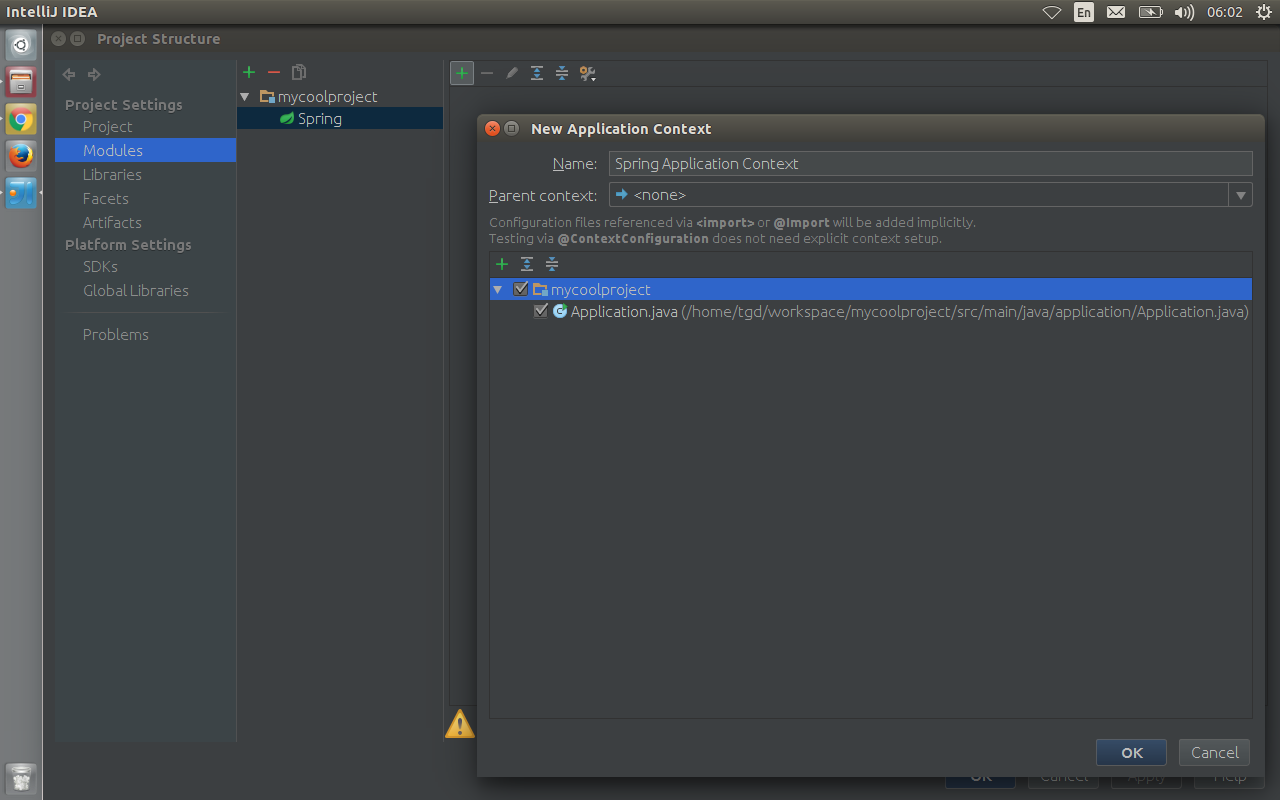 IntelliJ IDEA
En
06:02
Project Structure
Project Settings
Project
Modules
Libraries
Facets
Artifacts
Platform Settings
SDKs
Global Libraries
Problems
mycoolproject
Spring
New Application Context
Name: Spring Application Context
Parent context: <none>
Configuration files referenced via <import> or @Import will be added implicitly.
Testing via @ContextConfiguration does not need explicit context setup.
mycoolproject
Application.java (/home/tgd/workspace/mycoolproject/src/main/java/application/Application.java)
OK Cancel
OK Cancel Apply Help